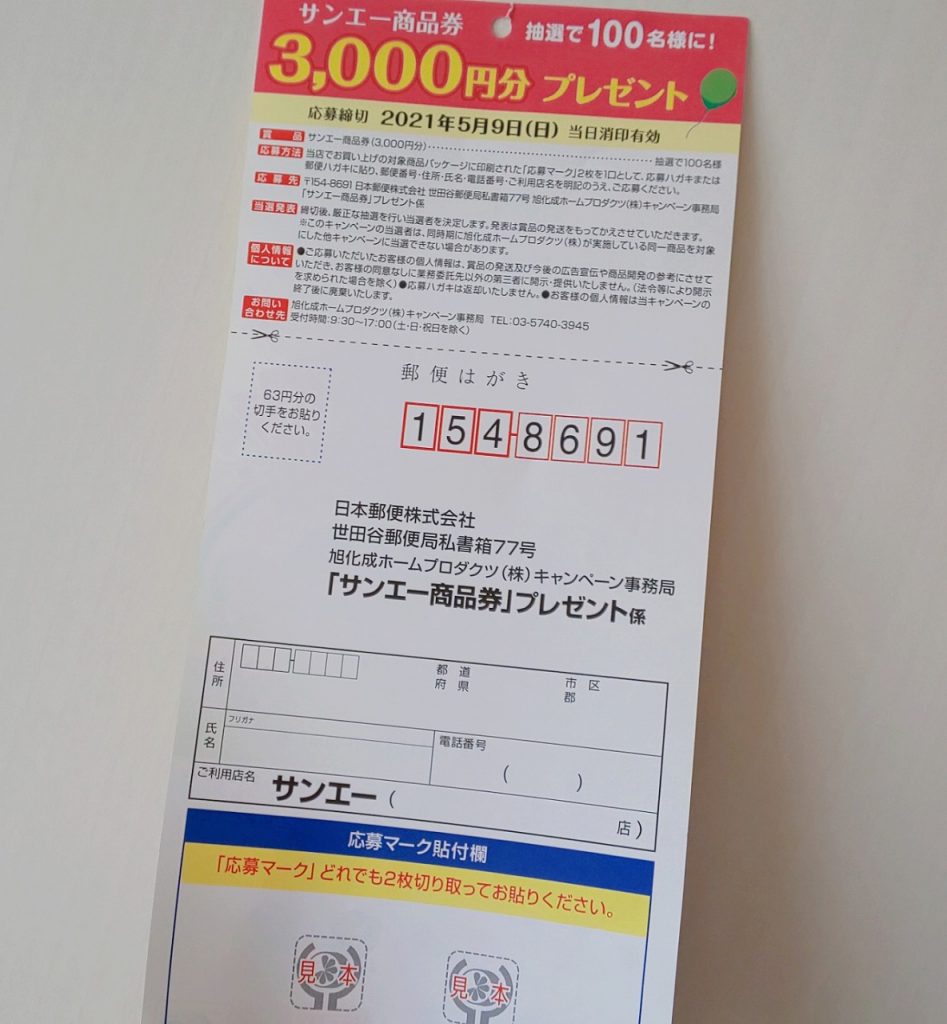 サンエー商品券 抽選で100名様に!
3,000円分 プレゼント
応募締切 2021年5月9日(日) 当日消印有効
賞品 サンエー商品券(3,000円分)‥‥‥‥‥‥‥‥‥‥‥‥‥‥‥‥‥抽選で100名様
応募方法 当店でお買い上げの対象商品パッケージに印刷された「応募マーク」2枚を1口として、応募ハガキまたは
郵便ハガキに貼り、郵便番号・住所・氏名・電話番号・ご利用店名を明記のうえ、ご応募ください。
応募先 〒154-8691 日本郵便株式会社 世田谷郵便局私書箱77号 旭化成ホームプロダクツ(株)キャンペーン事務局
「サンエー商品券」プレゼント係
当選発表 締切後、厳正な抽選を行い当選者を決定します。発表は賞品の発送をもってかえさせていただきます。
※このキャンペーンの当選者は、同時期に旭化成ホームプロダクツ(株)が実施している同一商品を対象
にした他キャンペーンに当選できない場合があります。
個人情報について ●ご応募いただいたお客様の個人情報は、賞品の発送及び今後の広告宣伝や商品開発の参考にさせて
いただき、お客様の同意なしに業務委託先以外の第三者に開示・提供いたしません。(法令等により開示
を求められた場合を除く)●応募ハガキは返却いたしません。●お客様の個人情報は当キャンペーンの
終了後に廃棄いたします。
お問い合わせ先 旭化成ホームプロダクツ(株)キャンペーン事務局 TEL:03-5740-3945
受付時間:9:30〜17:00(土・日・祝日を除く)
郵便はがき
63円分の
切手をお貼り
ください。
154-8691
日本郵便株式会社
世田谷郵便局私書箱77号
旭化成ホームプロダクツ(株)キャンペーン事務局
「サンエー商品券」プレゼント係
住所 都道府県 市区郡
フリガナ
氏名 電話番号 ( )
ご利用店名 サンエー( 店)
応募マーク貼付欄
「応募マーク」どれでも2枚切り取ってお貼りください。
見本 見本